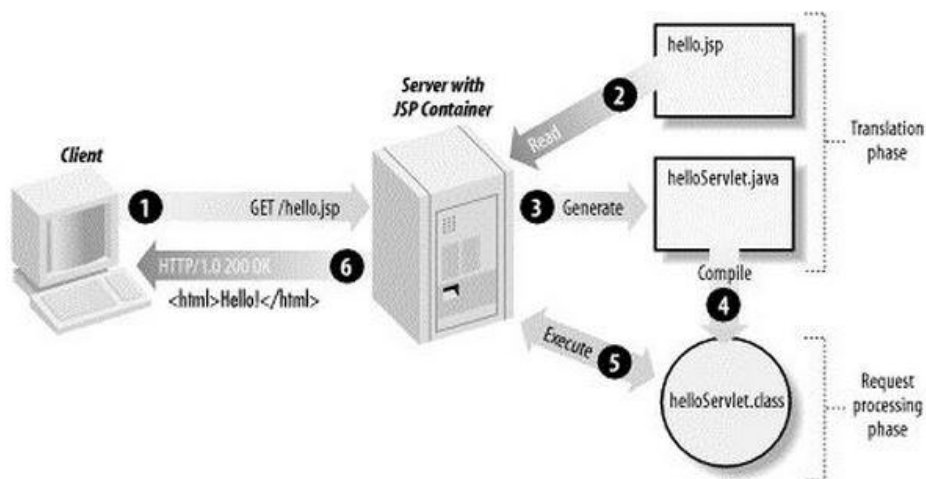 hello.jsp
Server with
JSP Container
2
Read
Translation
phase
Client
helloServlet.java
1
GET /hello.jsp
3
Generate
HTTP/1.0 200 OK
6
<html>Hello!</html>
Compile
4
Execute
5
helloServlet.class
Request
processing
phase